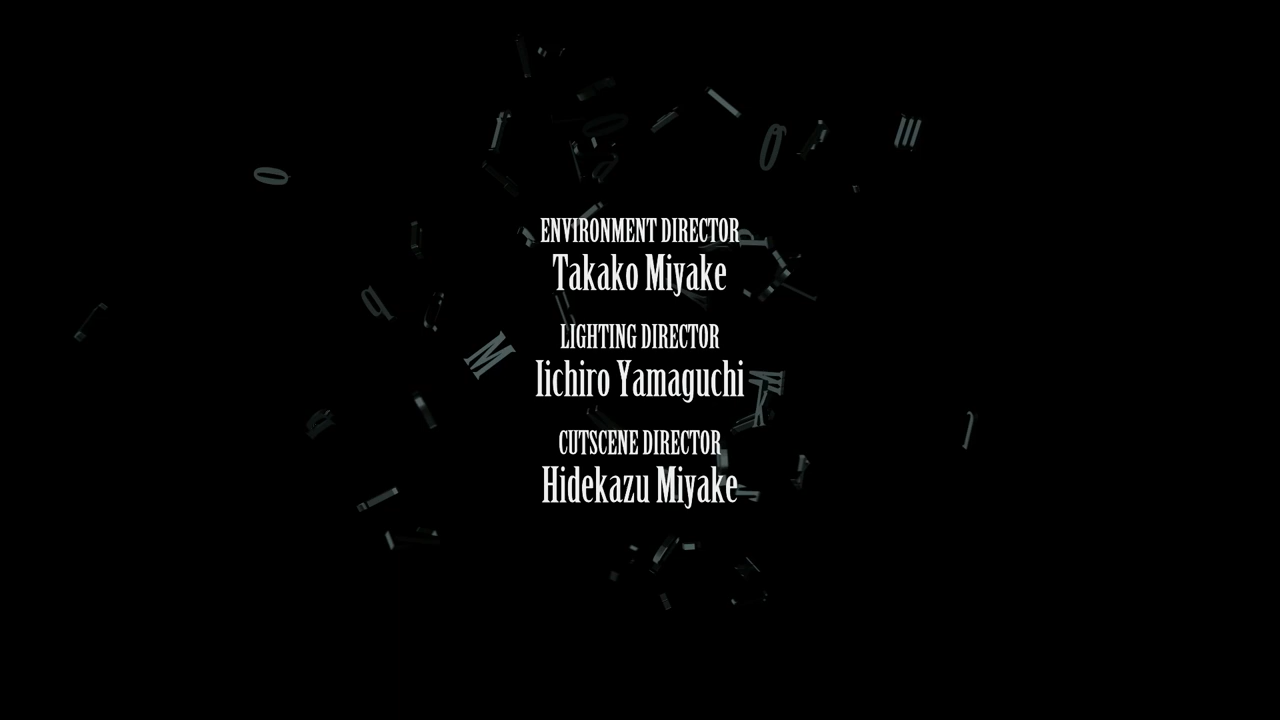 ENVIRONMENT DIRECTOR
Takako Miyake
LIGHTING DIRECTOR
Iichiro Yamaguchi
CUTSCENE DIRECTOR
Hidekazu Miyake